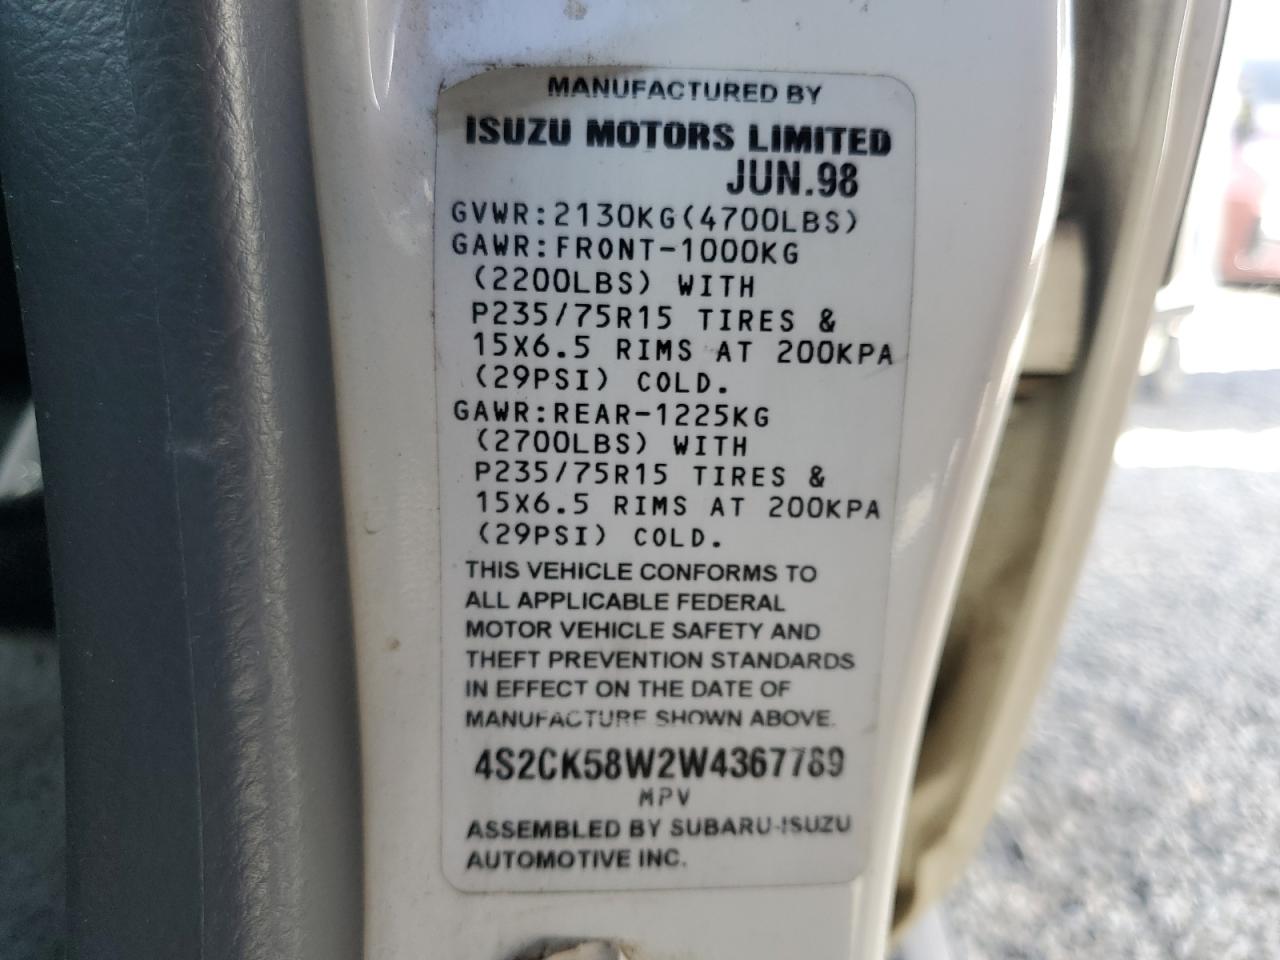 MANUFACTURED BY
ISUZU MOTORS LIMITED
JUN.98
GVWR:2130KG(4700LBS)
GAWR:FRONT-1000KG
(2200LBS) WITH
P235/75R15 TIRES &
15X6.5 RIMS AT 200KPA
(29PSI) COLD.
GAWR:REAR-1225KG
(2700LBS) WITH
P235/75R15 TIRES &
15X6.5 RIMS AT 200KPA
(29PSI) COLD.
THIS VEHICLE CONFORMS TO
ALL APPLICABLE FEDERAL
MOTOR VEHICLE SAFETY AND
THEFT PREVENTION STANDARDS
IN EFFECT ON THE DATE OF
MANUFACTURE SHOWN ABOVE.
4S2CK58W2W4367789
MPV
ASSEMBLED BY SUBARU-ISUZU
AUTOMOTIVE INC.